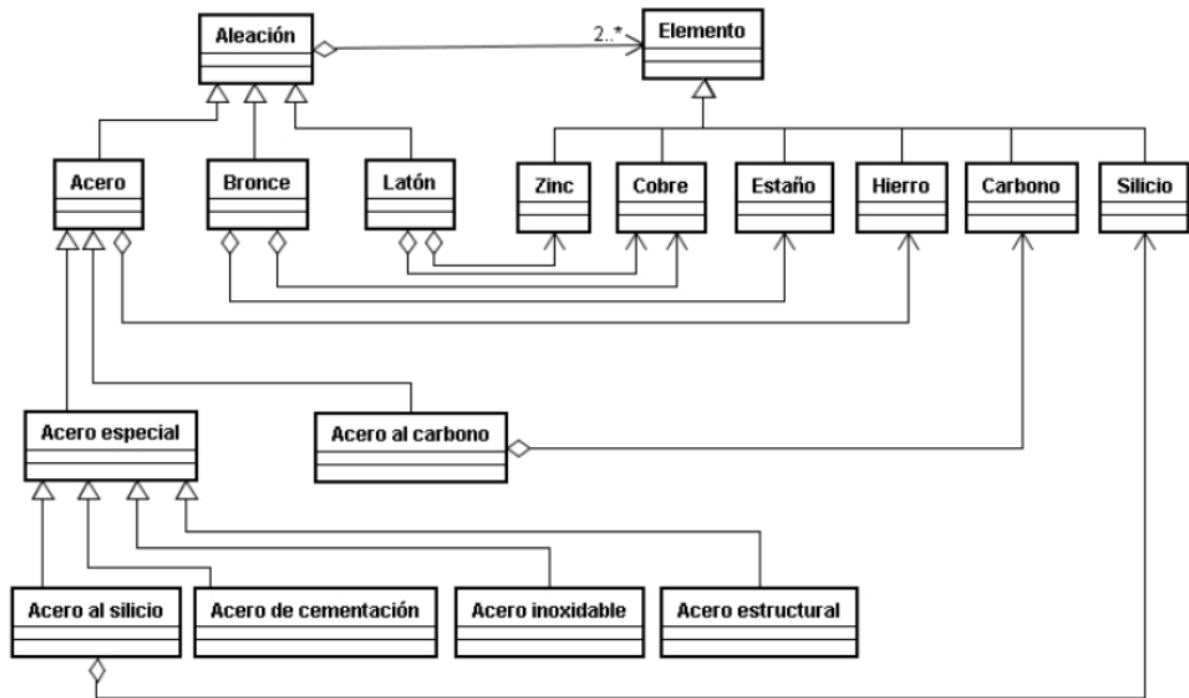 Aleación
2..*
Elemento
Acero
Bronce
Latón
Zinc
Cobre
Estaño
Hierro
Carbono
Silicio
Acero especial
Acero al carbono
Acero al silicio
Acero de cementación
Acero inoxidable
Acero estructural